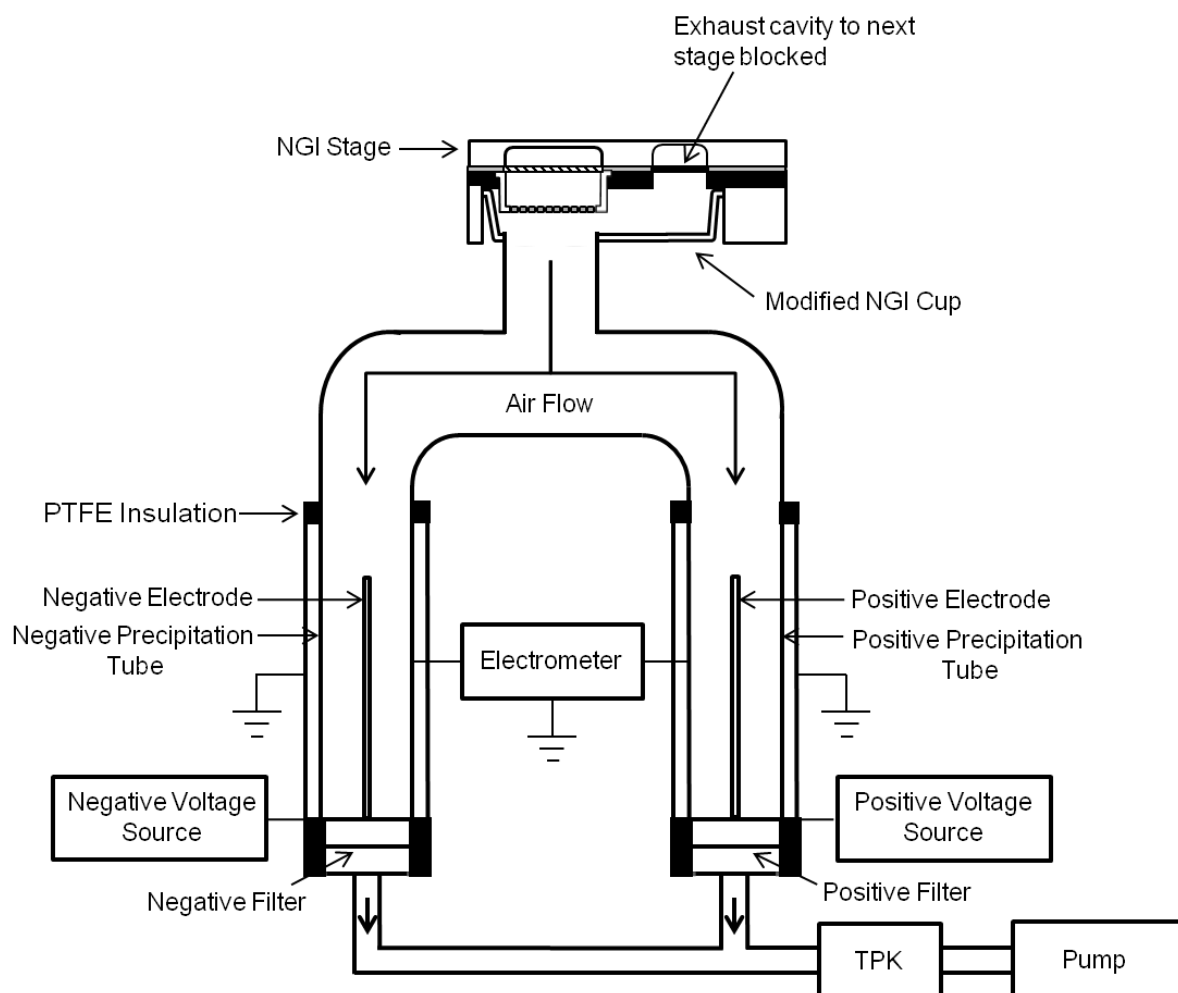 Exhaust cavity to next
stage blocked
NGI Stage
Modified NGI Cup
Air Flow
PTFE Insulation
Negative Electrode
Positive Electrode
Negative Precipitation
Tube
Electrometer
Positive Precipitation
Tube
Negative Voltage
Source
Positive Voltage
Source
Negative Filter
Positive Filter
TPK
Pump